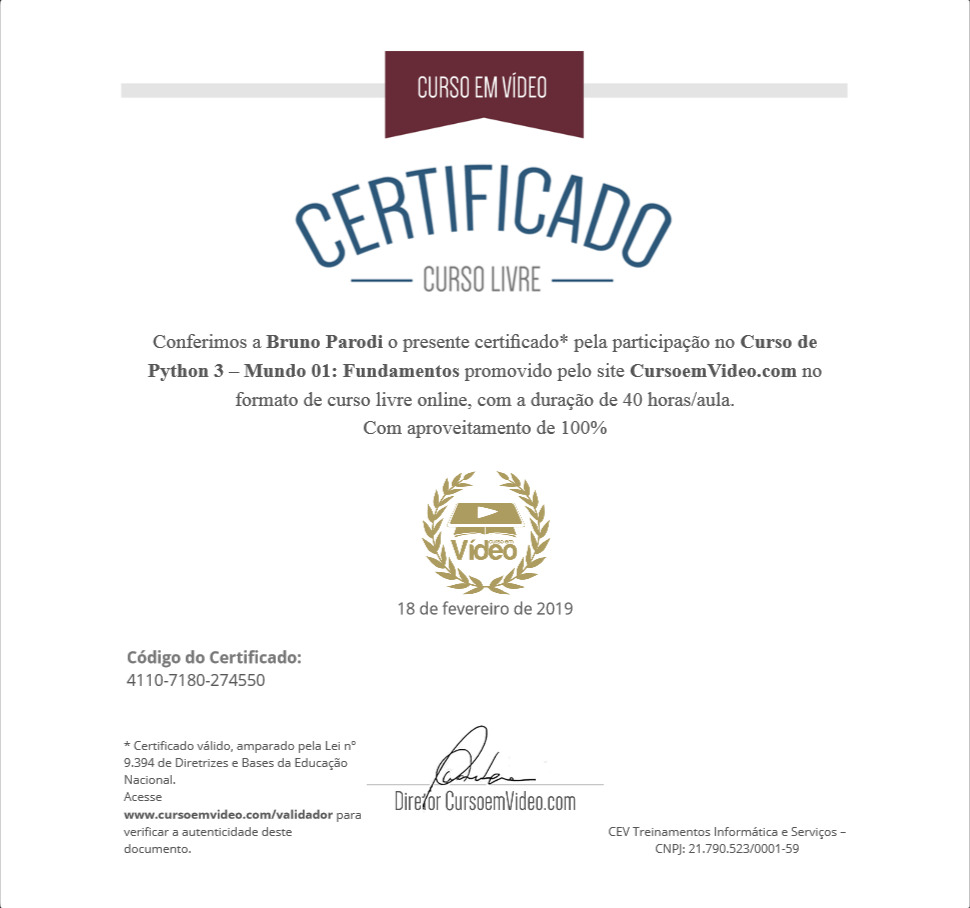 CURSO EM VÍDEO
CERTIFICADO
CURSO LIVRE
Conferimos a Bruno Parodi o presente certificado* pela participação no Curso de
Python 3 – Mundo 01: Fundamentos promovido pelo site CursoemVideo.com no
formato de curso livre online, com a duração de 40 horas/aula.
Com aproveitamento de 100%
curso em
Vídeo
18 de fevereiro de 2019
Código do Certificado:
4110-7180-274550
* Certificado válido, amparado pela Lei nº
9.394 de Diretrizes e Bases da Educação
Nacional.
Acesse
www.cursoemvideo.com/validador para
verificar a autenticidade deste
documento.
Diretor CursoemVideo.com
CEV Treinamentos Informática e Serviços –
CNPJ: 21.790.523/0001-59